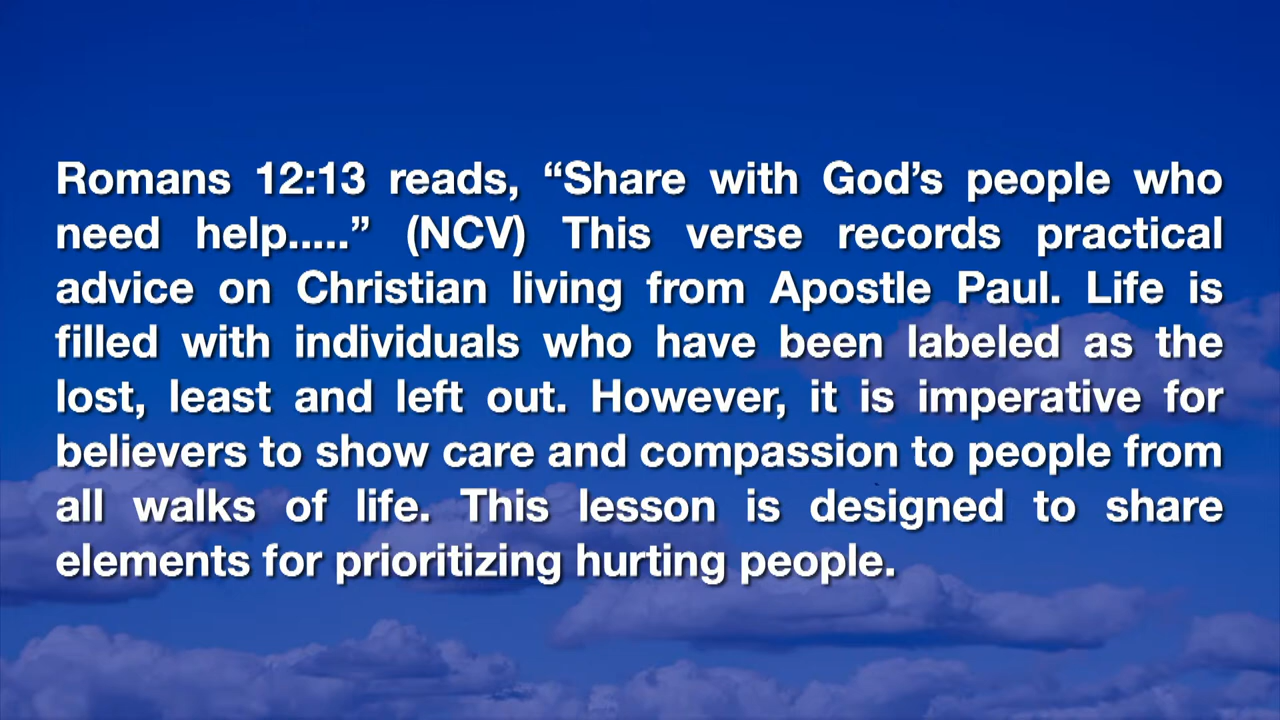 Romans 12:13 reads, “Share with God’s people who
need help.....” (NCV) This verse records practical
advice on Christian living from Apostle Paul. Life is
filled with individuals who have been labeled as the
lost, least and left out. However, it is imperative for
believers to show care and compassion to people from
all walks of life. This lesson is designed to share
elements for prioritizing hurting people.